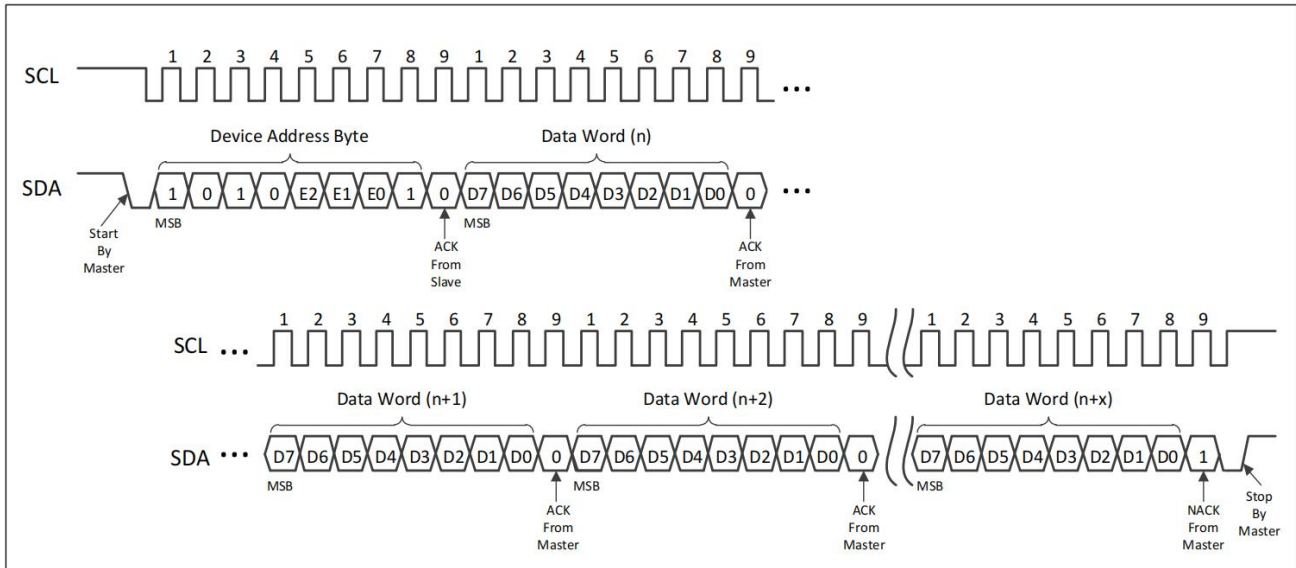 1 2 3 4 5 6 7 8 9 1 2 3 4 5 6 7 8 9
SCL
Device Address Byte Data Word (n)
SDA 1 0 1 0 E2 E1 E0 1 0 D7 D6 D5 D4 D3 D2 D1 D0 0
MSB MSB
Start
By
Master
ACK
From
Slave
ACK
From
Master
1 2 3 4 5 6 7 8 9 1 2 3 4 5 6 7 8 9 1 2 3 4 5 6 7 8 9
SCL
Data Word (n+1) Data Word (n+2) Data Word (n+x)
SDA D7 D6 D5 D4 D3 D2 D1 D0 0 D7 D6 D5 D4 D3 D2 D1 D0 0 D7 D6 D5 D4 D3 D2 D1 D0 1
MSB MSB MSB
ACK
From
Master
ACK
From
Master
NACK
From
Master
Stop
By
Master